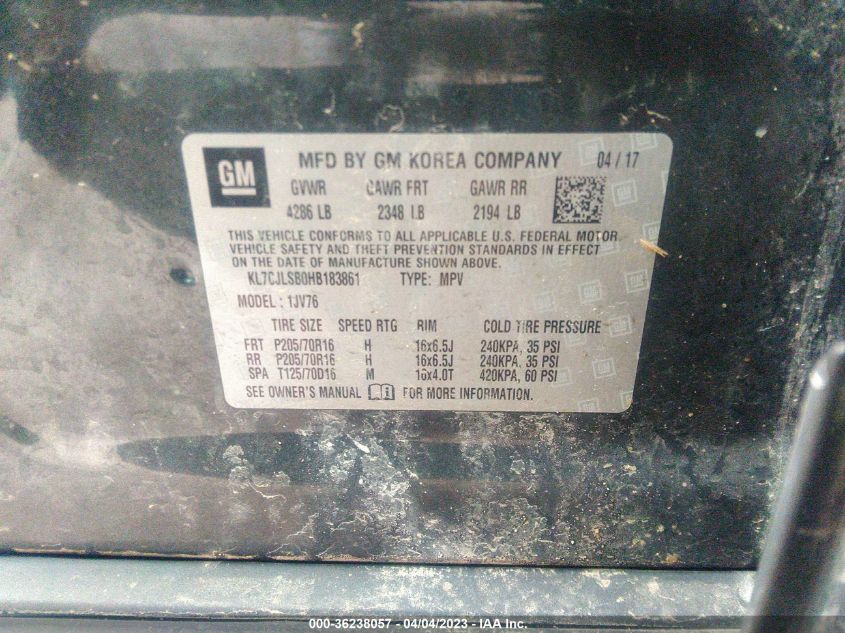 GM MFD BY GM KOREA COMPANY 04 / 17
GVWR GAWR FRT GAWR RR
4286 LB 2348 LB 2194 LB
THIS VEHICLE CONFORMS TO ALL APPLICABLE U.S. FEDERAL MOTOR
VEHICLE SAFETY AND THEFT PREVENTION STANDARDS IN EFFECT
ON THE DATE OF MANUFACTURE SHOWN ABOVE.
KL7CJLSB0HB183861 TYPE: MPV
MODEL : 1JV76
TIRE SIZE SPEED RTG RIM COLD TIRE PRESSURE
FRT P205/70R16 H 16x6.5J 240KPA, 35 PSI
RR P205/70R16 H 16x6.5J 240KPA, 35 PSI
SPA T125/70D16 M 16x4.0T 420KPA, 60 PSI
SEE OWNER'S MANUAL FOR MORE INFORMATION.
000-36238057 - 04/04/2023 - IAA Inc.